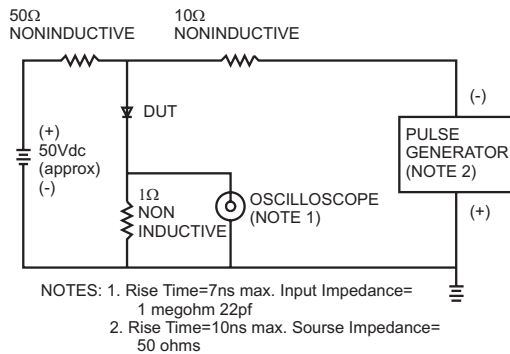 50Ω
NONINDUCTIVE
10Ω
NONINDUCTIVE
(+)
50Vdc
(approx)
(-)
DUT
1Ω
NON
INDUCTIVE
OSCILLOSCOPE
(NOTE 1)
(-)
PULSE
GENERATOR
(NOTE 2)
(+)
NOTES: 1. Rise Time=7ns max. Input Impedance=
1 megohm 22pf
2. Rise Time=10ns max. Sourse Impedance=
50 ohms